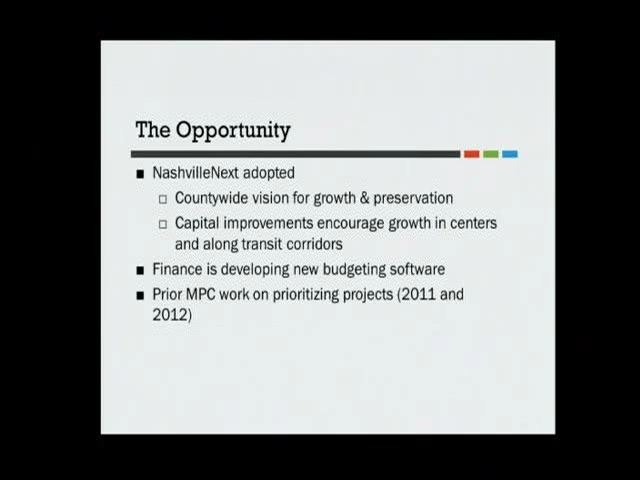 The Opportunity
■ NashvilleNext adopted
□ Countywide vision for growth & preservation
□ Capital improvements encourage growth in centers
and along transit corridors
■ Finance is developing new budgeting software
■ Prior MPC work on prioritizing projects (2011 and
2012)